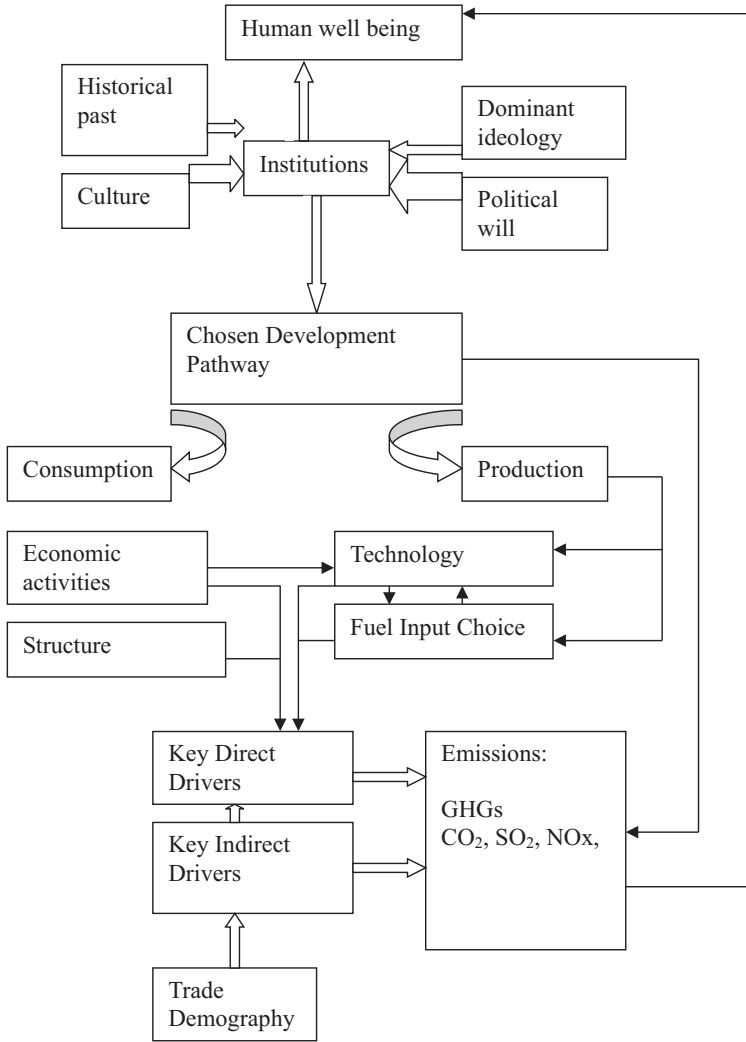 Human well being
Historical
past
Dominant
ideology
Institutions
Culture
Political
will
Chosen Development
Pathway
Consumption
Production
Economic
activities
Technology
Fuel Input Choice
Structure
Key Direct
Drivers
Emissions:
GHGs
CO₂, SO₂, NOx,
Key Indirect
Drivers
Trade
Demography